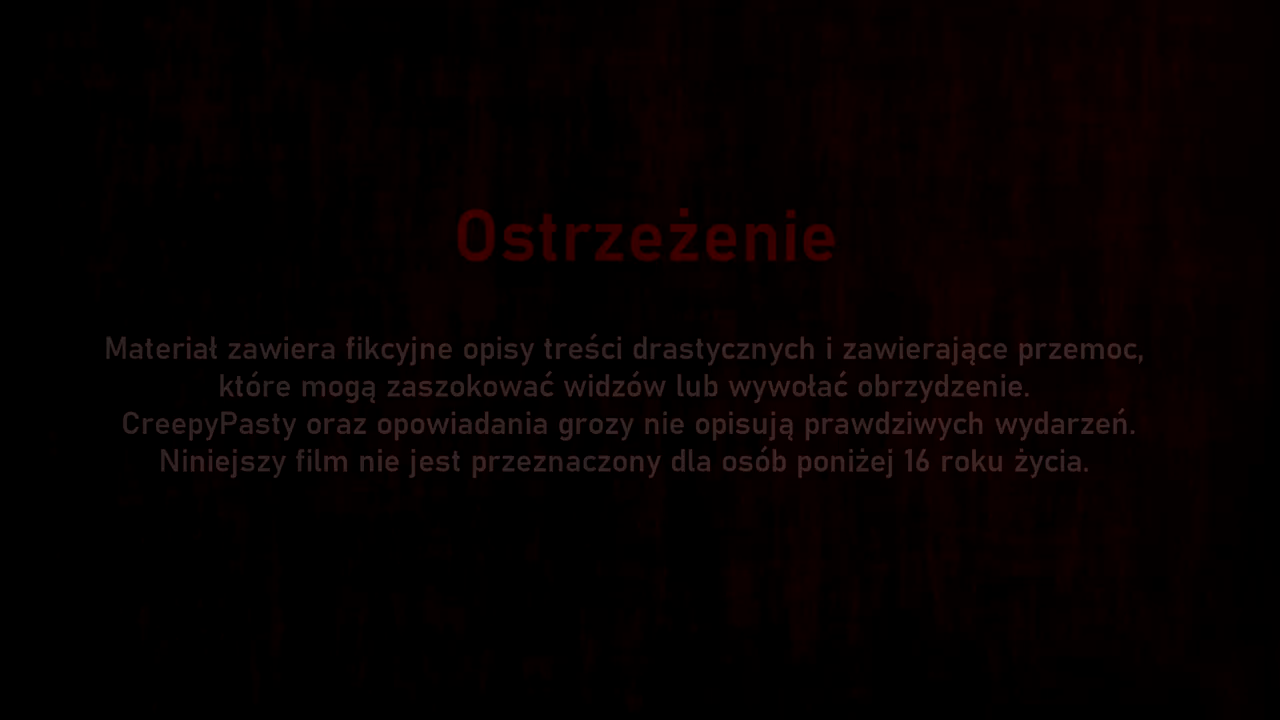 Ostrzeżenie
Materiał zawiera fikcyjne opisy treści drastycznych i zawierające przemoc,
które mogą zaszokować widzów lub wywołać obrzydzenie.
CreepyPasty oraz opowiadania grozy nie opisują prawdziwych wydarzeń.
Niniejszy film nie jest przeznaczony dla osób poniżej 16 roku życia.